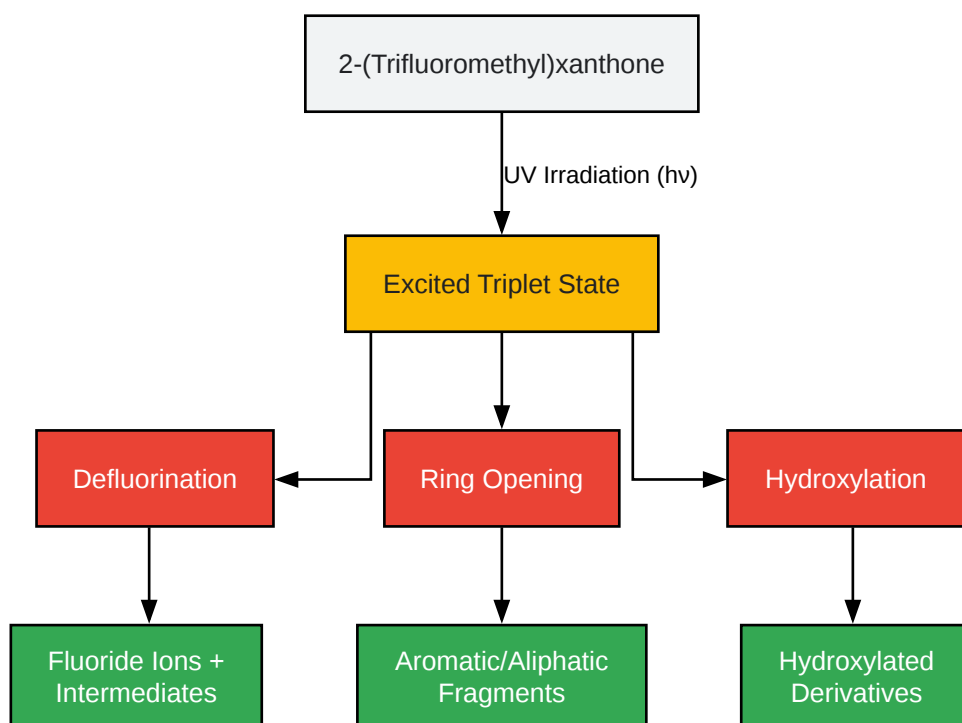 2-(Trifluoromethyl)xanthone
UV Irradiation (hν)
Excited Triplet State
Defluorination
Ring Opening
Hydroxylation
Fluoride Ions +
Intermediates
Aromatic/Aliphatic
Fragments
Hydroxylated
Derivatives